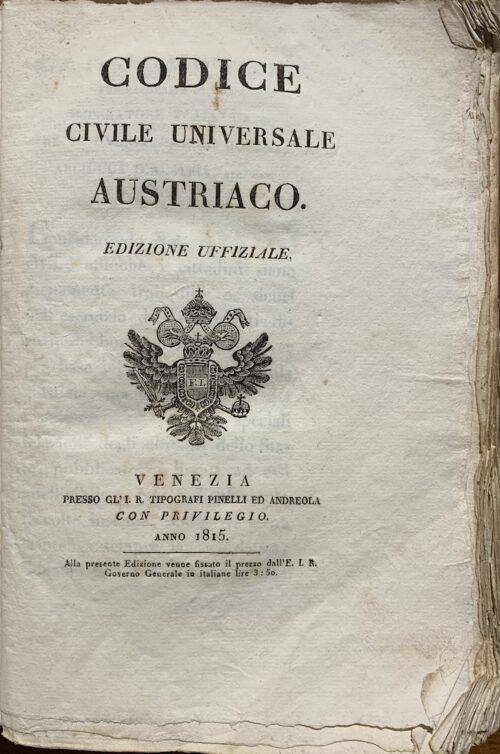 CODICE
CIVILE UNIVERSALE
AUSTRIACO.
EDIZIONE UFFIZIALE.
F.I.
VENEZIA
PRESSO GL' I. R. TIPOGRAFI PINELLI ED ANDREOLA
CON PRIVILEGIO.
ANNO 1815.
Alla presente Edizione venne fissato il prezzo dall'E. I. R.
Governo Generale in italiane lire 3 : 50.